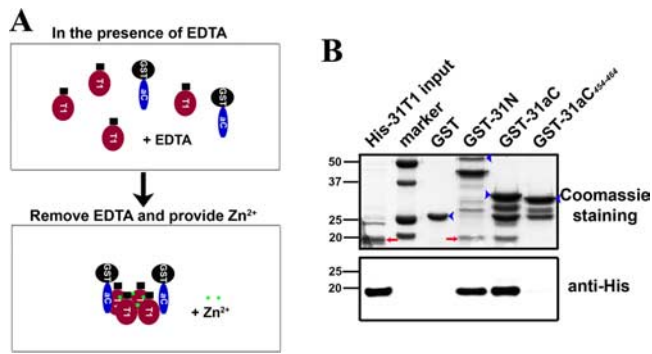 A
In the presence of EDTA
GST
GST
T1
T1
T1
aC
aC
T1
+ EDTA
Remove EDTA and provide Zn²⁺
GST
GST
aC
aC
T1
T1
+ Zn²⁺
B
His-31T1 input
marker
GST
GST-31N
GST-31aC
GST-31aC454-464
50
37
25
20
Coomassie
staining
25
20
anti-His